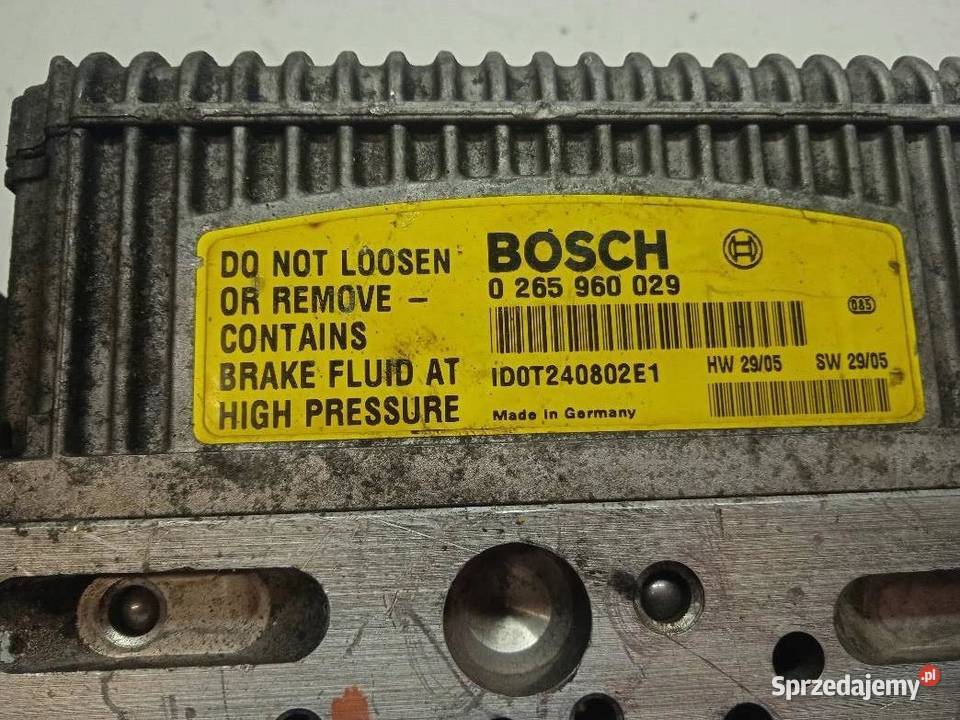 DO NOT LOOSEN
OR REMOVE –
CONTAINS
BRAKE FLUID AT
HIGH PRESSURE
BOSCH
0 265 960 029
085
ID0T240802E1
HW 29/05 SW 29/05
Made in Germany
Sprzedajemy.pl